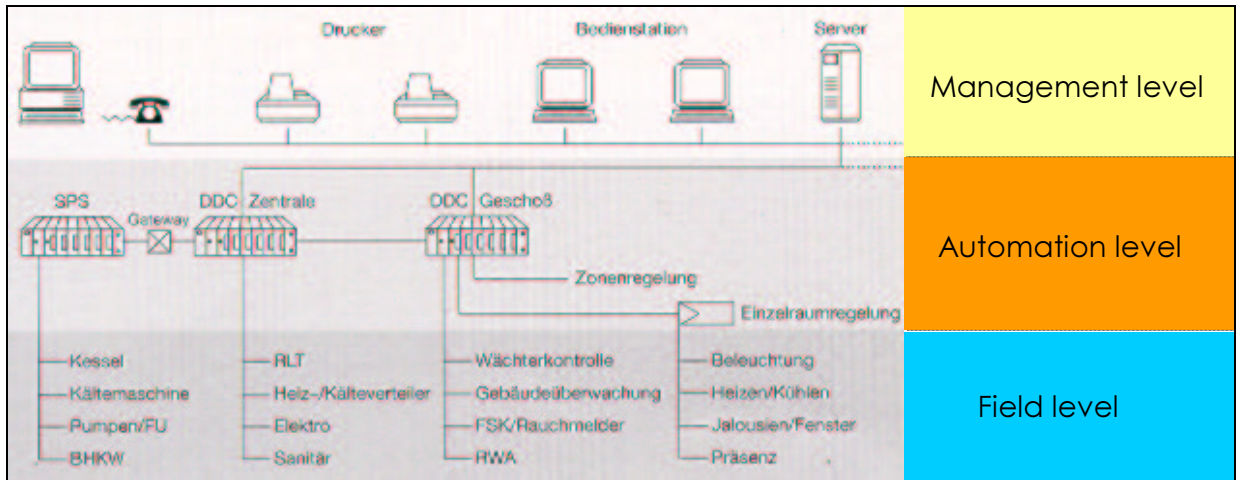 Drucker Bedienstation Server
Management level
SPS DDC Zentrale DDC Geschoß
Gateway
Automation level
Zonenregelung
Einzelraumregelung
Kessel RLT Wächterkontrolle Beleuchtung
Kältemaschine Heiz-/Kälteverteiler Gebäudeüberwachung Heizen/Kühlen
Field level
Pumpen/FU Elektro FSK/Rauchmelder Jalousien/Fenster
BHKW Sanitär RWA Präsenz